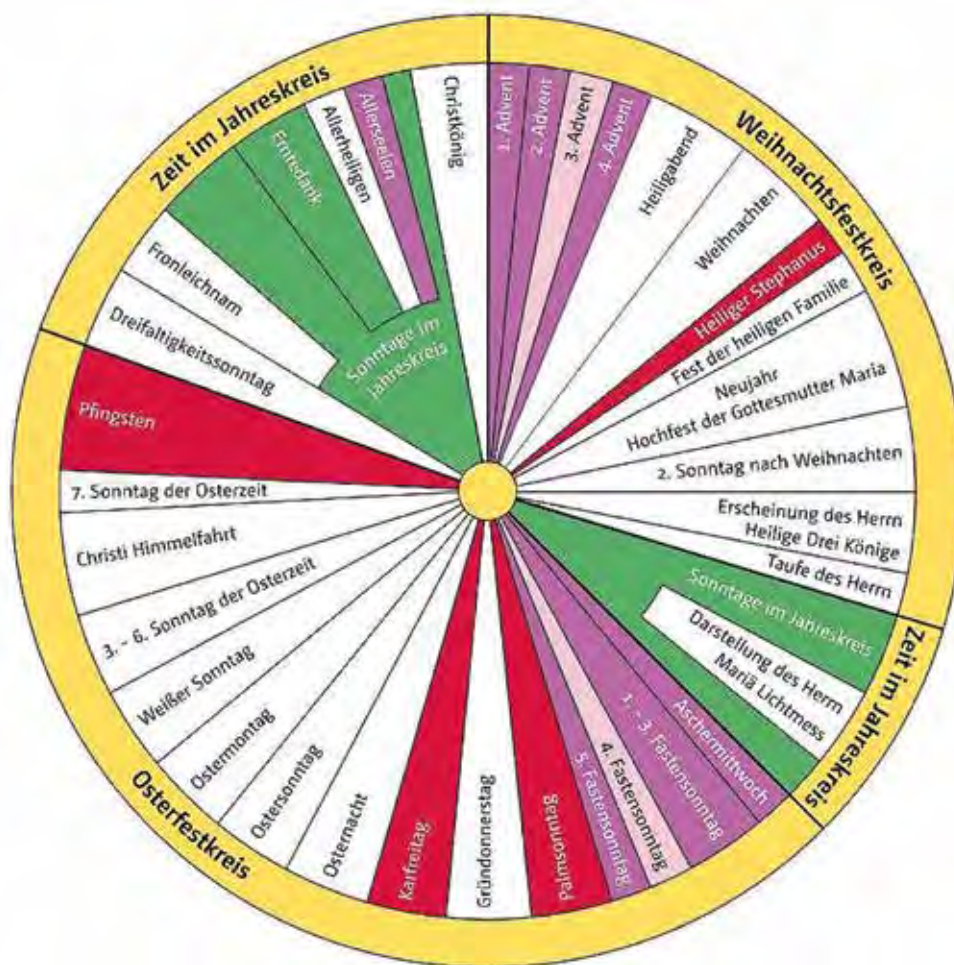 Weihnachtsfestkreis
1. Advent
2. Advent
3. Advent
4. Advent
Heiligabend
Weihnachten
Heiliger Stephanus
Fest der heiligen Familie
Neujahr
Hochfest der Gottesmutter Maria
2. Sonntag nach Weihnachten
Erscheinung des Herrn
Heilige Drei Könige
Taufe des Herrn
Zeit im Jahreskreis
Sonntage im Jahreskreis
Darstellung des Herrn
Mariä Lichtmess
Osterfestkreis
Aschermittwoch
1. - 3. Fastensonntag
4. Fastensonntag
5. Fastensonntag
Palmsonntag
Gründonnerstag
Karfreitag
Osternacht
Ostersonntag
Ostermontag
Weißer Sonntag
3. - 6. Sonntag der Osterzeit
Christi Himmelfahrt
7. Sonntag der Osterzeit
Pfingsten
Zeit im Jahreskreis
Dreifaltigkeitssonntag
Fronleichnam
Sonntage im
Jahreskreis
Erntedank
Allerheiligen
Allerseelen
Christkönig